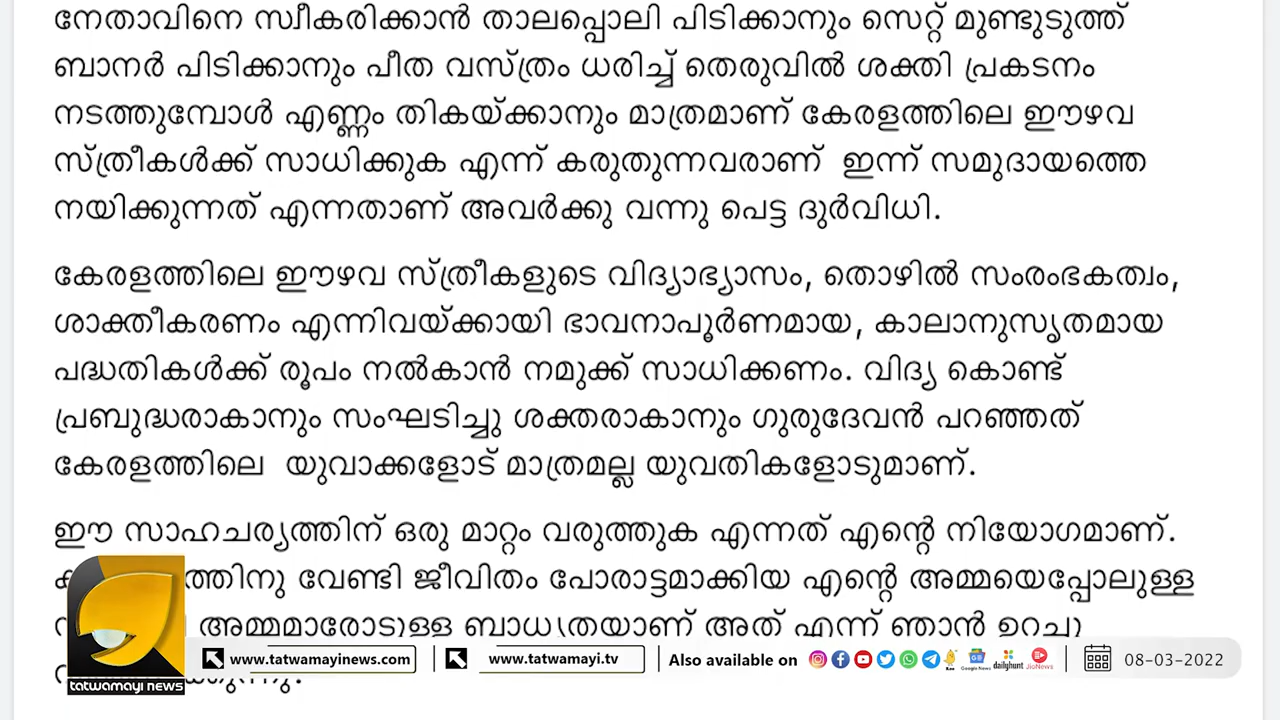 നേതാവിനെ സ്വീകരിക്കാൻ താലപ്പൊലി പിടിക്കാനും സെറ്റ് മുണ്ടുടുത്ത്
ബാനർ പിടിക്കാനും പീത വസ്ത്രം ധരിച്ച് തെരുവിൽ ശക്തി പ്രകടനം
നടത്തുമ്പോൾ എണ്ണം തികയ്ക്കാനും മാത്രമാണ് കേരളത്തിലെ ഈഴവ
സ്ത്രീകൾക്ക് സാധിക്കുക എന്ന് കരുതുന്നവരാണ് ഇന്ന് സമുദായത്തെ
നയിക്കുന്നത് എന്നതാണ് അവർക്കു വന്നു പെട്ട ദുർവിധി.
കേരളത്തിലെ ഈഴവ സ്ത്രീകളുടെ വിദ്യാഭ്യാസം, തൊഴിൽ സംരംഭകത്വം,
ശാക്തീകരണം എന്നിവയ്ക്കായി ഭാവനാപൂർണമായ, കാലാനുസൃതമായ
പദ്ധതികൾക്ക് രൂപം നൽകാൻ നമുക്ക് സാധിക്കണം. വിദ്യ കൊണ്ട്
പ്രബുദ്ധരാകാനും സംഘടിച്ചു ശക്തരാകാനും ഗുരുദേവൻ പറഞ്ഞത്
കേരളത്തിലെ യുവാക്കളോട് മാത്രമല്ല യുവതികളോടുമാണ്.
ഈ സാഹചര്യത്തിന് ഒരു മാറ്റം വരുത്തുക എന്നത് എന്റെ നിയോഗമാണ്.
വേണ്ടി ജീവിതം പോരാട്ടമാക്കിയ എന്റെ അമ്മയെപ്പോലുള്ള
അമ്മമാരോടുള്ള ബാധ്യതയാണ് അത് എന്ന് ഞാൻ ഉറച്ചു
tatwamayi news
www.tatwamayinews.com
www.tatwamayi.tv
Also available on
Google News
dailyhunt
JioNews
08-03-2022